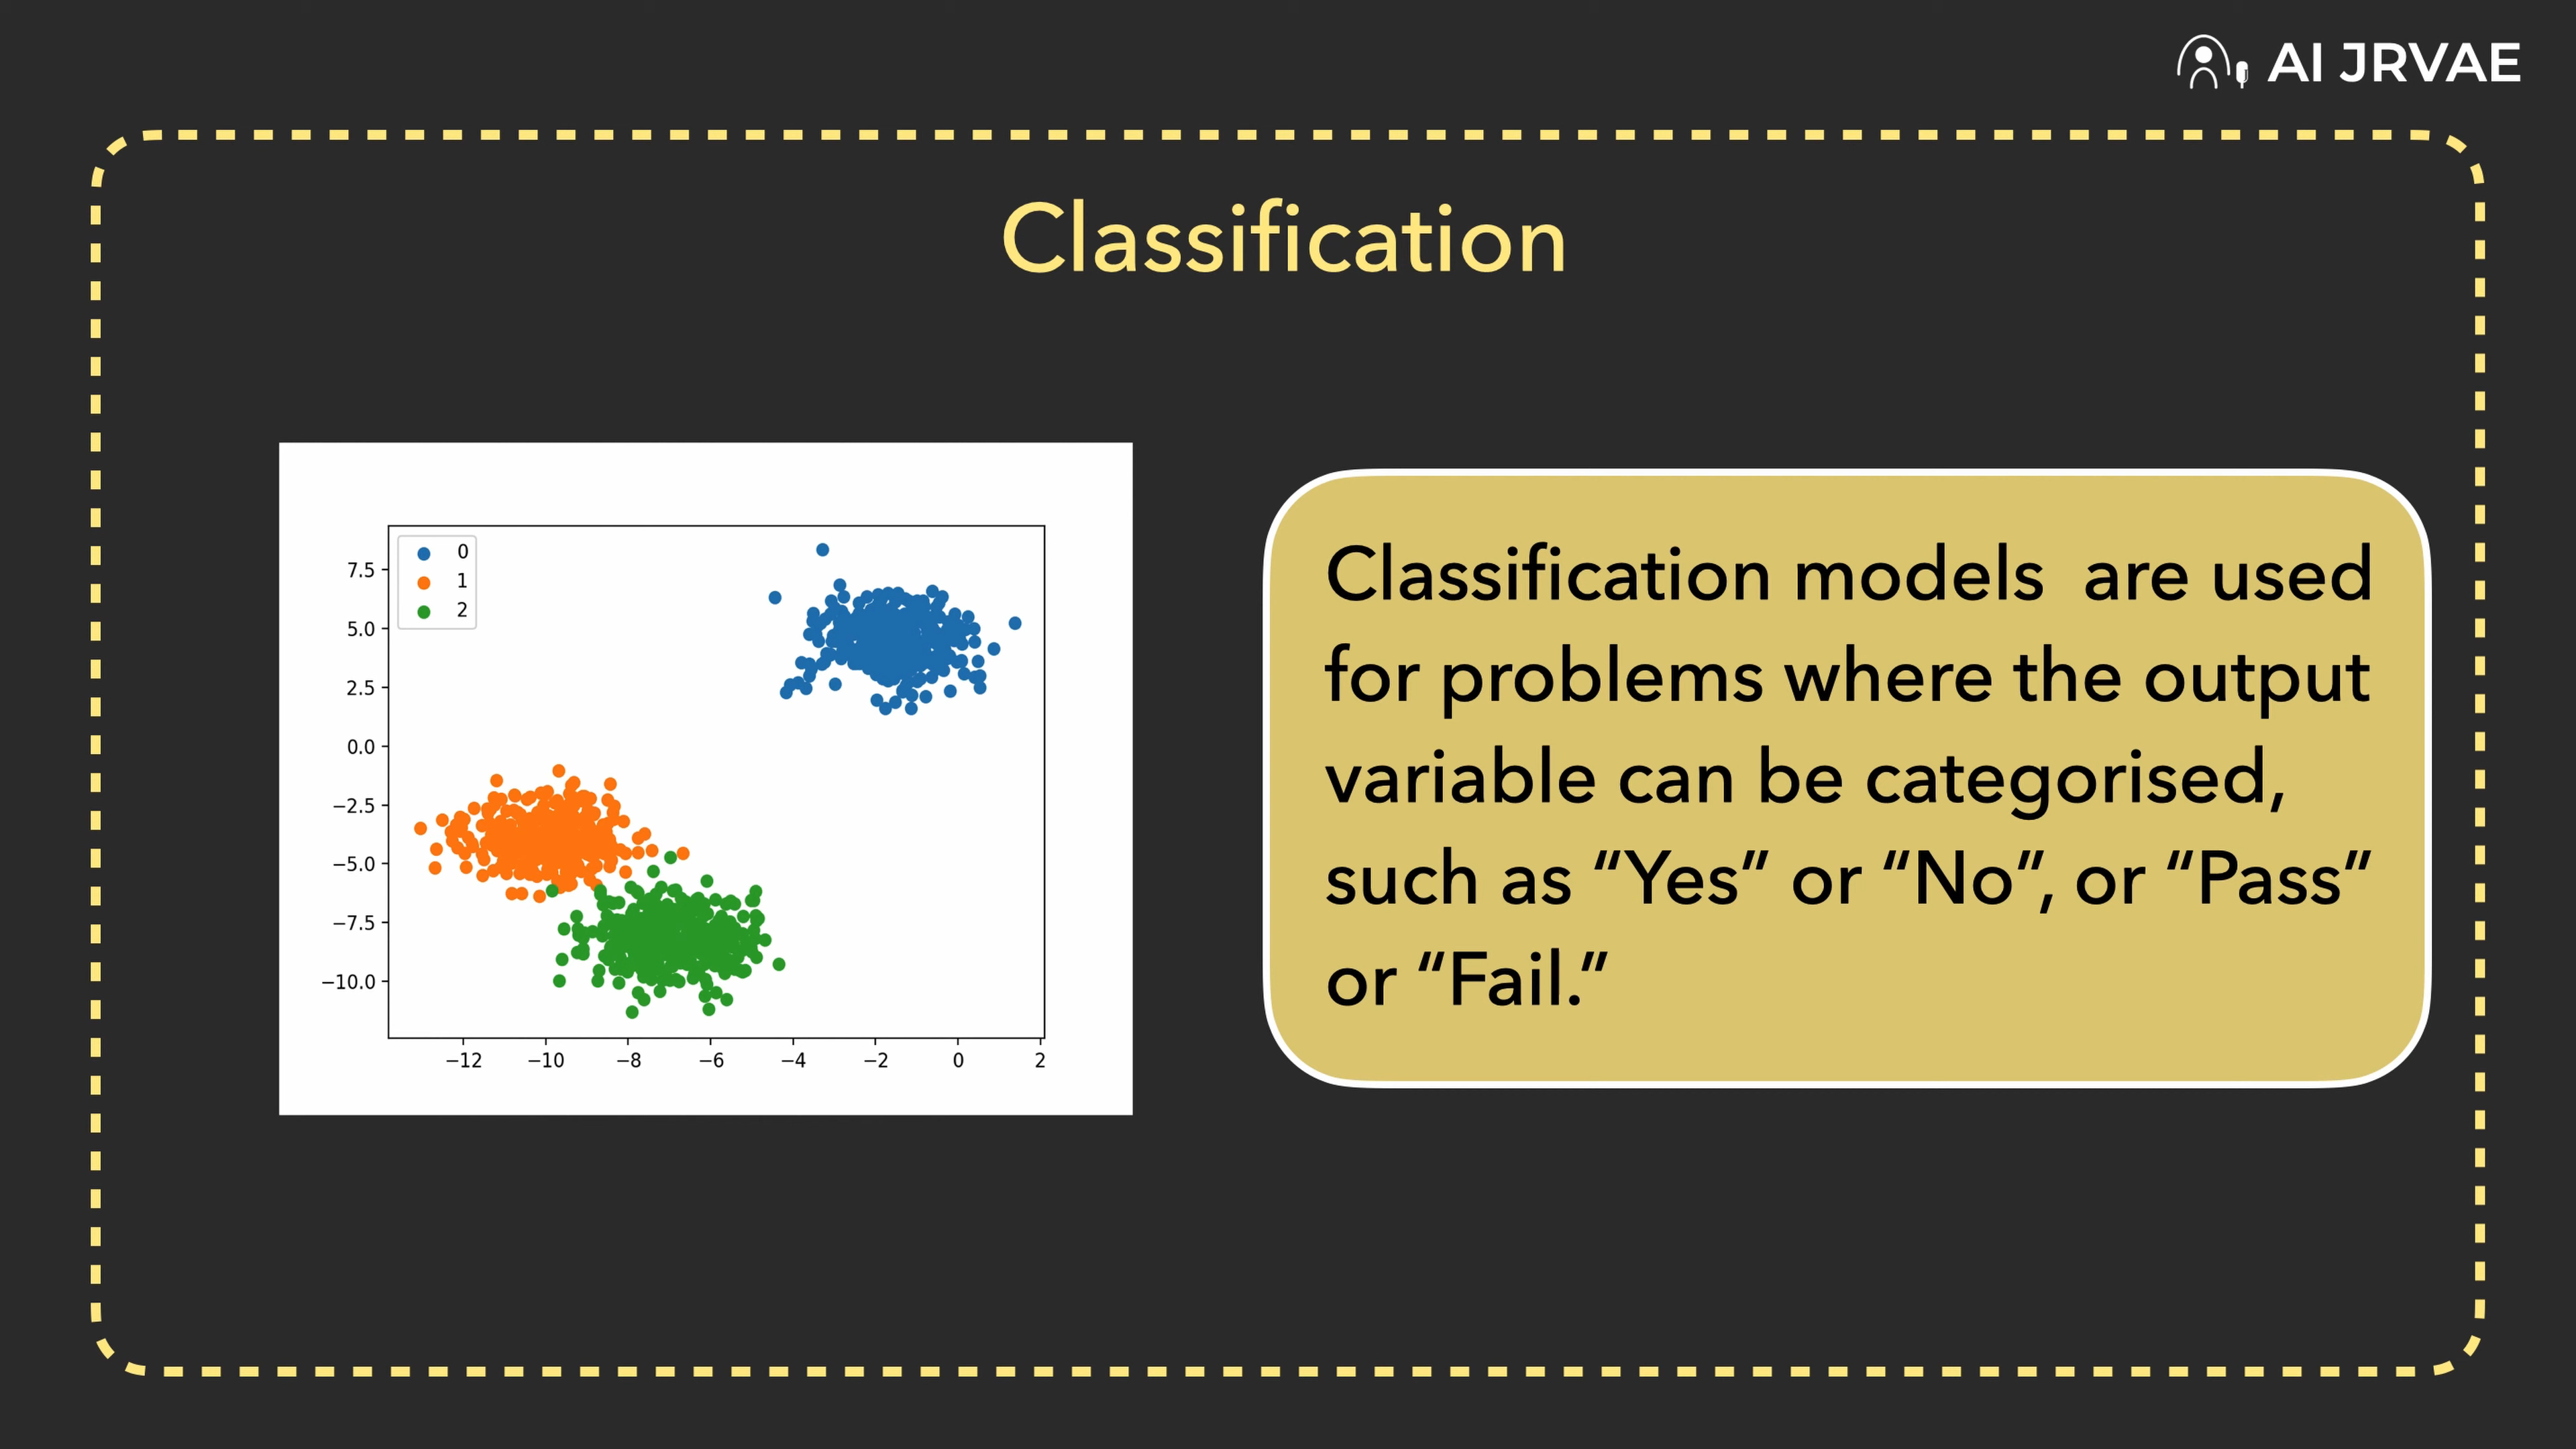 AI JRVAE
Classification
0
1
2
7.5
5.0
2.5
0.0
−2.5
−5.0
−7.5
−10.0
−12 −10 −8 −6 −4 −2 0 2
Classification models  are used
for problems where the output
variable can be categorised,
such as “Yes” or “No”, or “Pass”
or “Fail.”